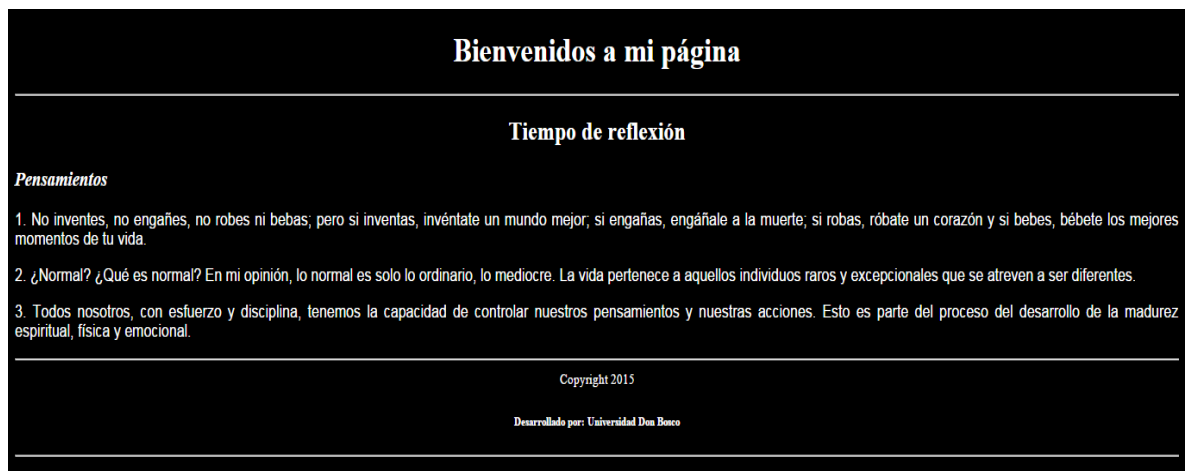 Bienvenidos a mi página
Tiempo de reflexión
Pensamientos
1. No inventes, no engañes, no robes ni bebas; pero si inventas, invéntate un mundo mejor; si engañas, engáñale a la muerte; si robas, róbate un corazón y si bebes, bébete los mejores
momentos de tu vida.
2. ¿Normal? ¿Qué es normal? En mi opinión, lo normal es solo lo ordinario, lo mediocre. La vida pertenece a aquellos individuos raros y excepcionales que se atreven a ser diferentes.
3. Todos nosotros, con esfuerzo y disciplina, tenemos la capacidad de controlar nuestros pensamientos y nuestras acciones. Esto es parte del proceso del desarrollo de la madurez
espiritual, física y emocional.
Copyright 2015
Desarrollado por: Universidad Don Bosco